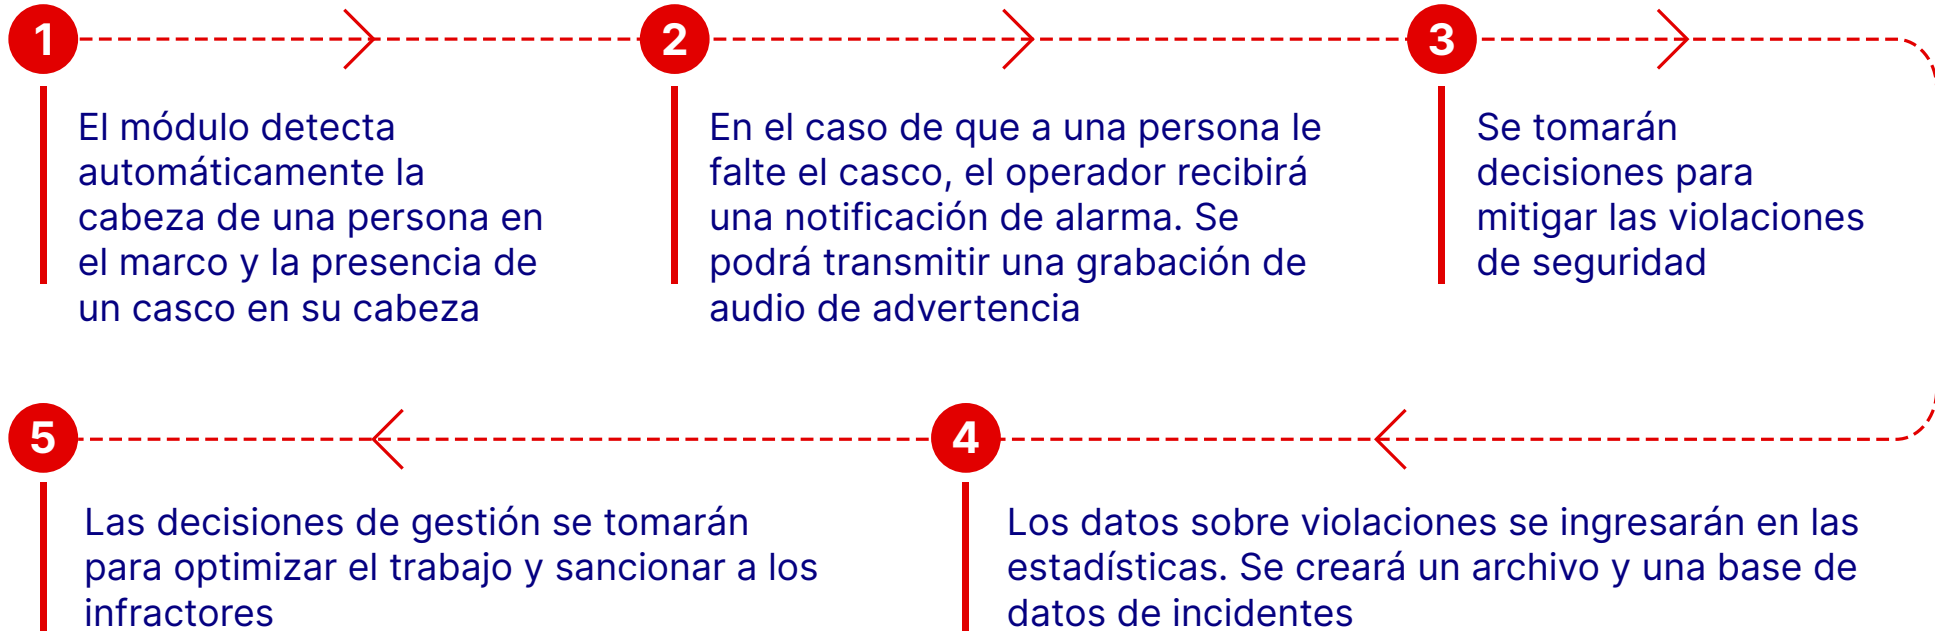 1
El módulo detecta
automáticamente la
cabeza de una persona en
el marco y la presencia de
un casco en su cabeza
2
En el caso de que a una persona le
falte el casco, el operador recibirá
una notificación de alarma. Se
podrá transmitir una grabación de
audio de advertencia
3
Se tomarán
decisiones para
mitigar las violaciones
de seguridad
4
Los datos sobre violaciones se ingresarán en las
estadísticas. Se creará un archivo y una base de
datos de incidentes
5
Las decisiones de gestión se tomarán
para optimizar el trabajo y sancionar a los
infractores